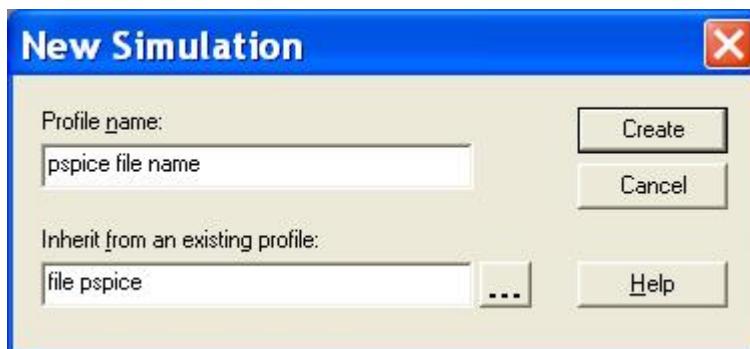 New Simulation
Profile name:
pspice file name
Create
Cancel
Inherit from an existing profile:
file pspice
...
Help